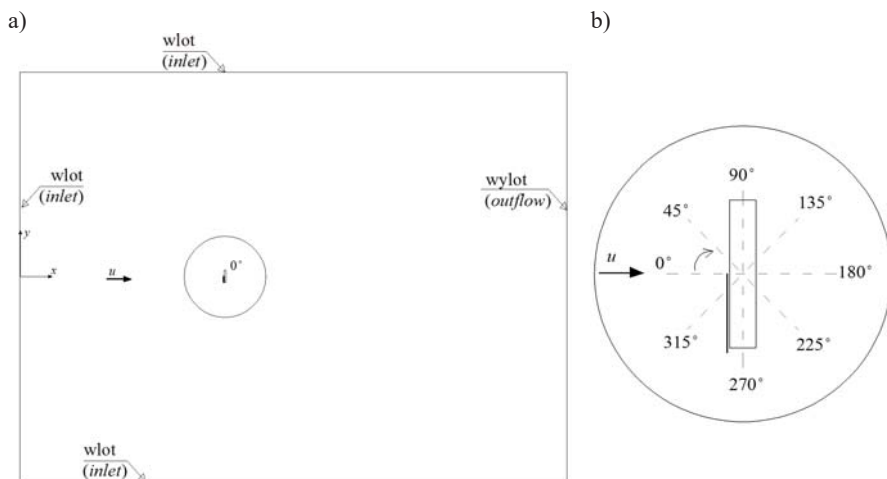 a)
b)
wlot
(inlet)
wlot
(inlet)
wylot
(outflow)
y
x
u
0°
wlot
(inlet)
90°
45°
135°
u
0°
180°
315°
225°
270°